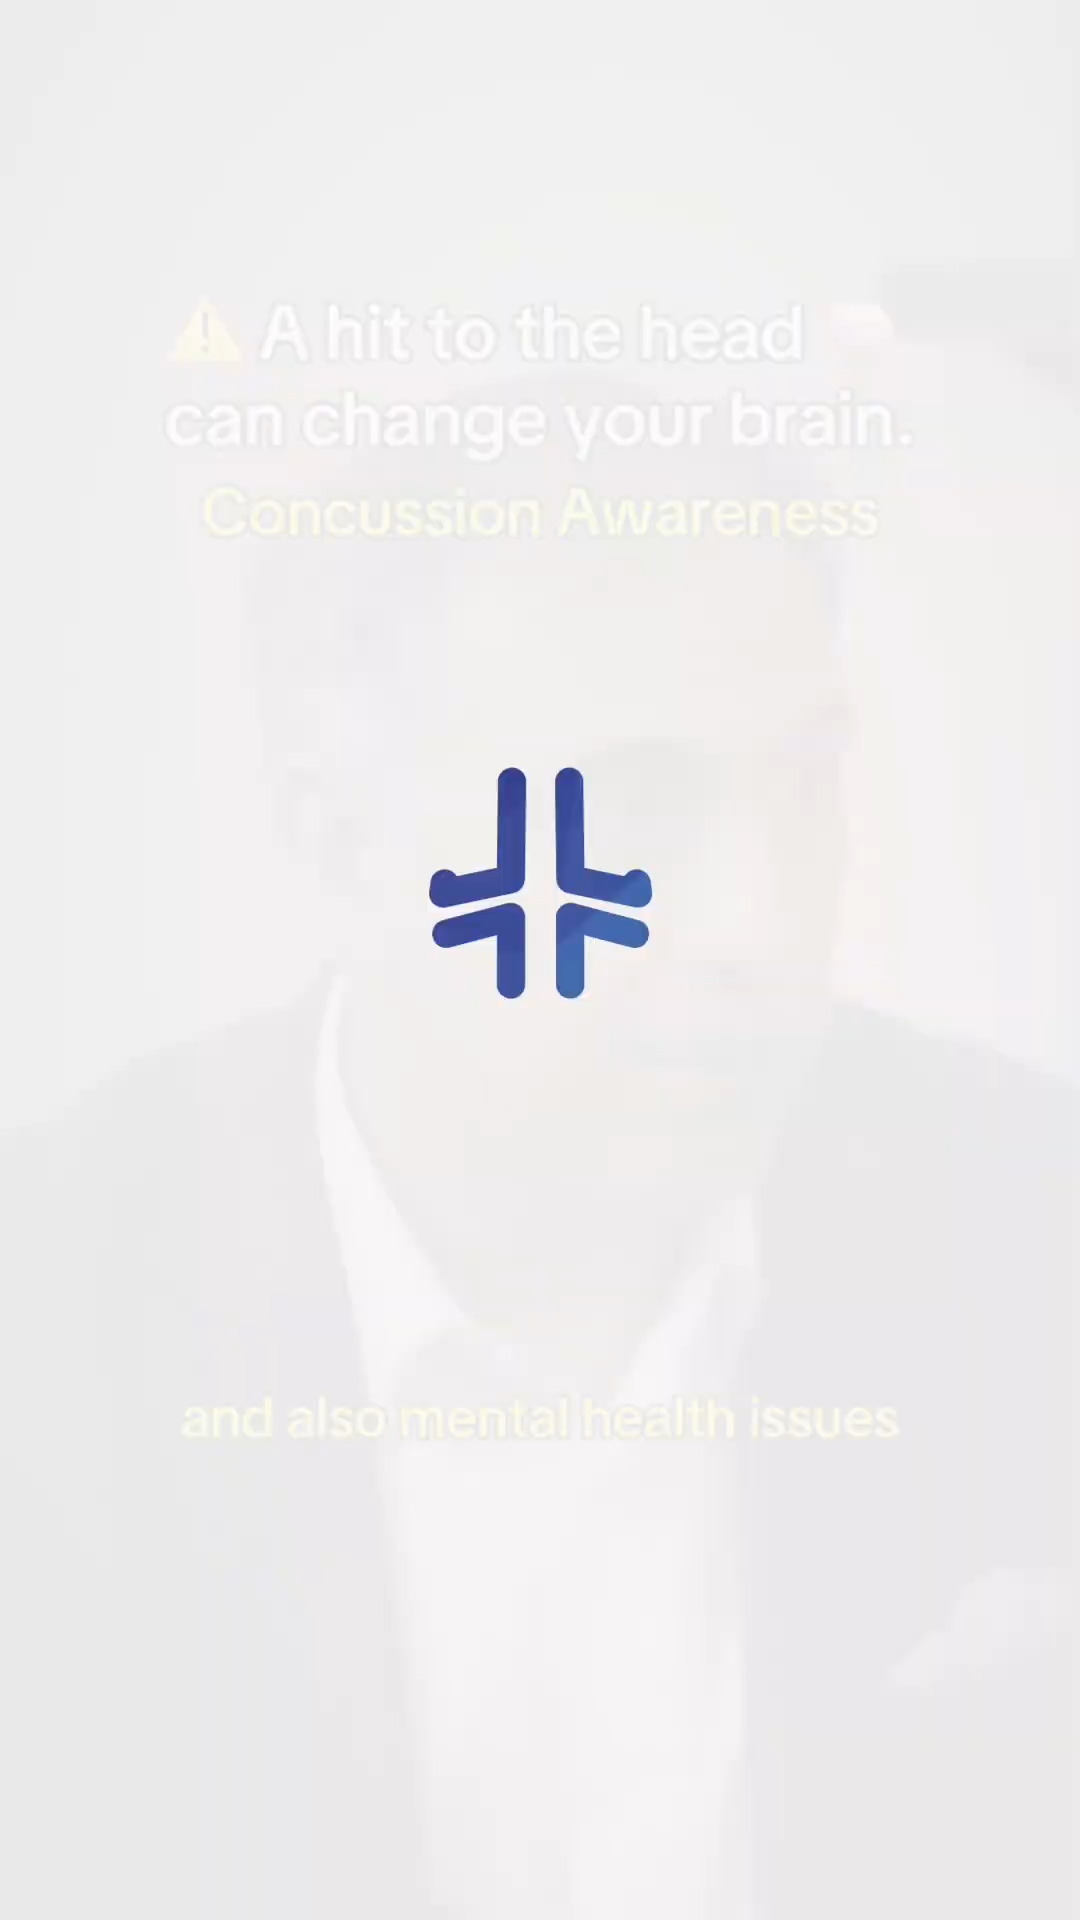 ⚠️ A hit to the head
can change your brain.
Concussion Awareness
and also mental health issues